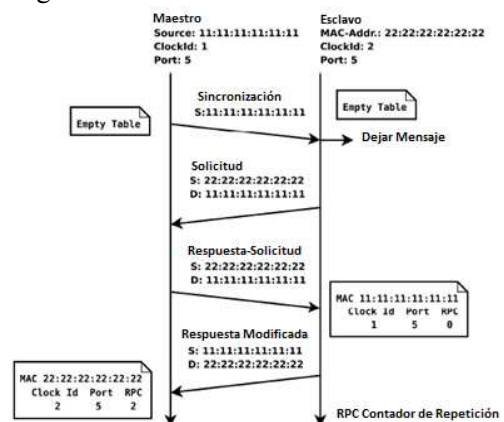 Maestro
Source: 11:11:11:11:11:11
ClockId: 1
Port: 5
Esclavo
MAC-Addr.: 22:22:22:22:22:22
ClockId: 2
Port: 5
Sincronización
S:11:11:11:11:11:11
Empty Table
Empty Table
Dejar Mensaje
Solicitud
S: 22:22:22:22:22:22
D: 11:11:11:11:11:11
Respuesta-Solicitud
S: 22:22:22:22:22:22
D: 11:11:11:11:11:11
MAC 11:11:11:11:11:11
Clock Id Port RPC
1 5 0
Respuesta Modificada
S: 11:11:11:11:11:11
D: 22:22:22:22:22:22
MAC 22:22:22:22:22:22
Clock Id Port RPC
2 5 2
RPC Contador de Repetición